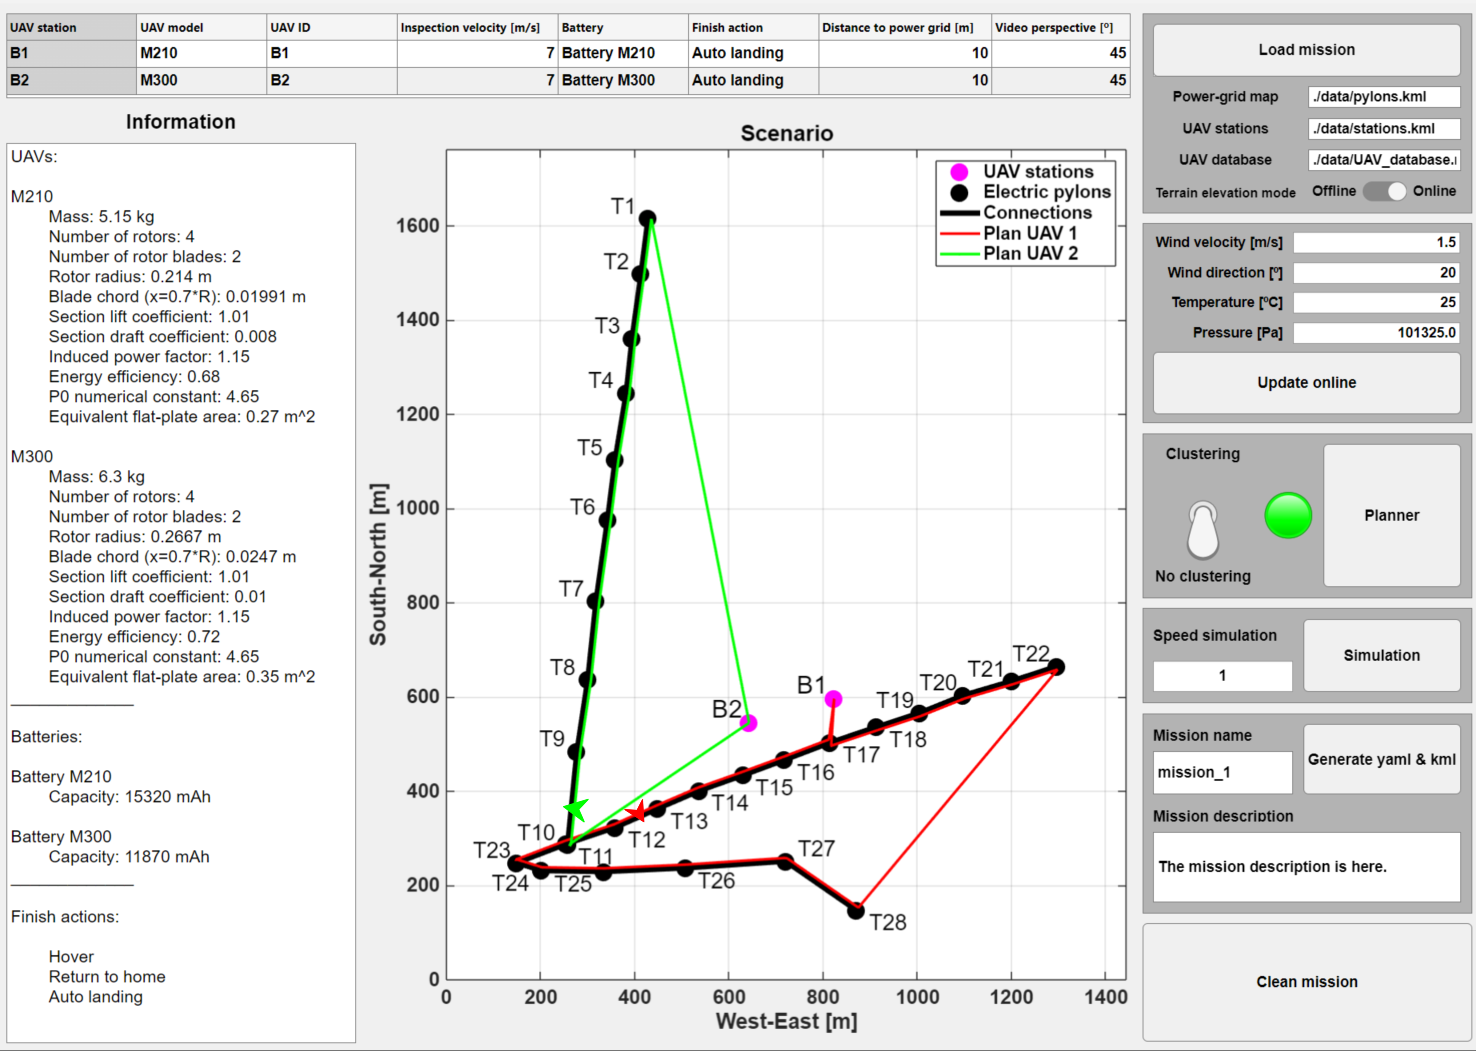 UAV station UAV model UAV ID Inspection velocity [m/s] Battery Finish action Distance to power grid [m] Video perspective [º]
B1 M210 B1 7 Battery M210 Auto landing 10 45
B2 M300 B2 7 Battery M300 Auto landing 10 45
Information
UAVs:
M210
Mass: 5.15 kg
Number of rotors: 4
Number of rotor blades: 2
Rotor radius: 0.214 m
Blade chord (x=0.7*R): 0.01991 m
Section lift coefficient: 1.01
Section draft coefficient: 0.008
Induced power factor: 1.15
Energy efficiency: 0.68
P0 numerical constant: 4.65
Equivalent flat-plate area: 0.27 m^2
M300
Mass: 6.3 kg
Number of rotors: 4
Number of rotor blades: 2
Rotor radius: 0.2667 m
Blade chord (x=0.7*R): 0.0247 m
Section lift coefficient: 1.01
Section draft coefficient: 0.01
Induced power factor: 1.15
Energy efficiency: 0.72
P0 numerical constant: 4.65
Equivalent flat-plate area: 0.35 m^2
Batteries:
Battery M210
Capacity: 15320 mAh
Battery M300
Capacity: 11870 mAh
Finish actions:
Hover
Return to home
Auto landing
Scenario
UAV stations
Electric pylons
Connections
Plan UAV 1
Plan UAV 2
South-North [m]
1600
1400
1200
1000
800
600
400
200
0
0 200 400 600 800 1000 1200 1400
West-East [m]
T1
T2
T3
T4
T5
T6
T7
T8
T9
T10
T11
T12
T13
T14
T15
T16
T17
T18
T19
T20
T21
T22
T23
T24
T25
T26
T27
T28
B1
B2
Load mission
Power-grid map ./data/pylons.kml
UAV stations ./data/stations.kml
UAV database ./data/UAV_database.
Terrain elevation mode Offline Online
Wind velocity [m/s] 1.5
Wind direction [º] 20
Temperature [ºC] 25
Pressure [Pa] 101325.0
Update online
Clustering
No clustering
Planner
Speed simulation
1
Simulation
Mission name
mission_1
Generate yaml & kml
Mission description
The mission description is here.
Clean mission